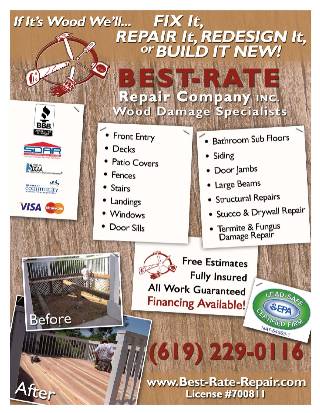 If It's Wood We'll... FIX It,
REPAIR It, REDESIGN It,
or BUILD IT NEW!
BEST-RATE
Repair Company INC.
Wood Damage Specialists
BBB
SDAR
VISA
• Front Entry
• Decks
• Patio Covers
• Fences
• Stairs
• Landings
• Windows
• Door Sills
• Bathroom Sub Floors
• Siding
• Door Jambs
• Large Beams
• Structural Repairs
• Stucco & Drywall Repair
• Termite & Fungus
Damage Repair
Free Estimates
Fully Insured
All Work Guaranteed
Financing Available!
LEAD-SAFE
EPA
CERTIFIED FIRM
Before
After
(619) 229-0116
www.Best-Rate-Repair.com
License #700811